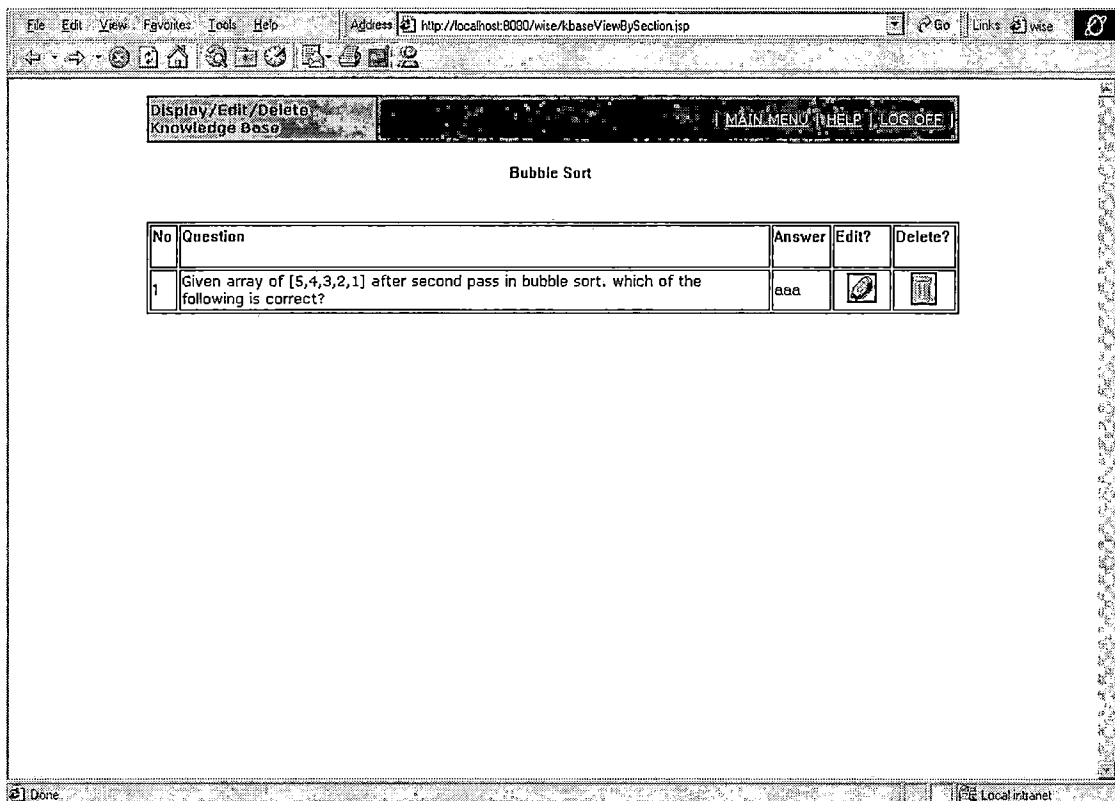 File Edit View Favorites Tools Help Address http://localhost:8080/wise/kbaseViewBySection.jsp Go Links wise
Display/Edit/Delete
Knowledge Base
| MAIN MENU | HELP | LOG OFF |
Bubble Sort
No Question Answer Edit? Delete?
1 Given array of [5,4,3,2,1] after second pass in bubble sort, which of the
following is correct? aaa
Done Local intranet